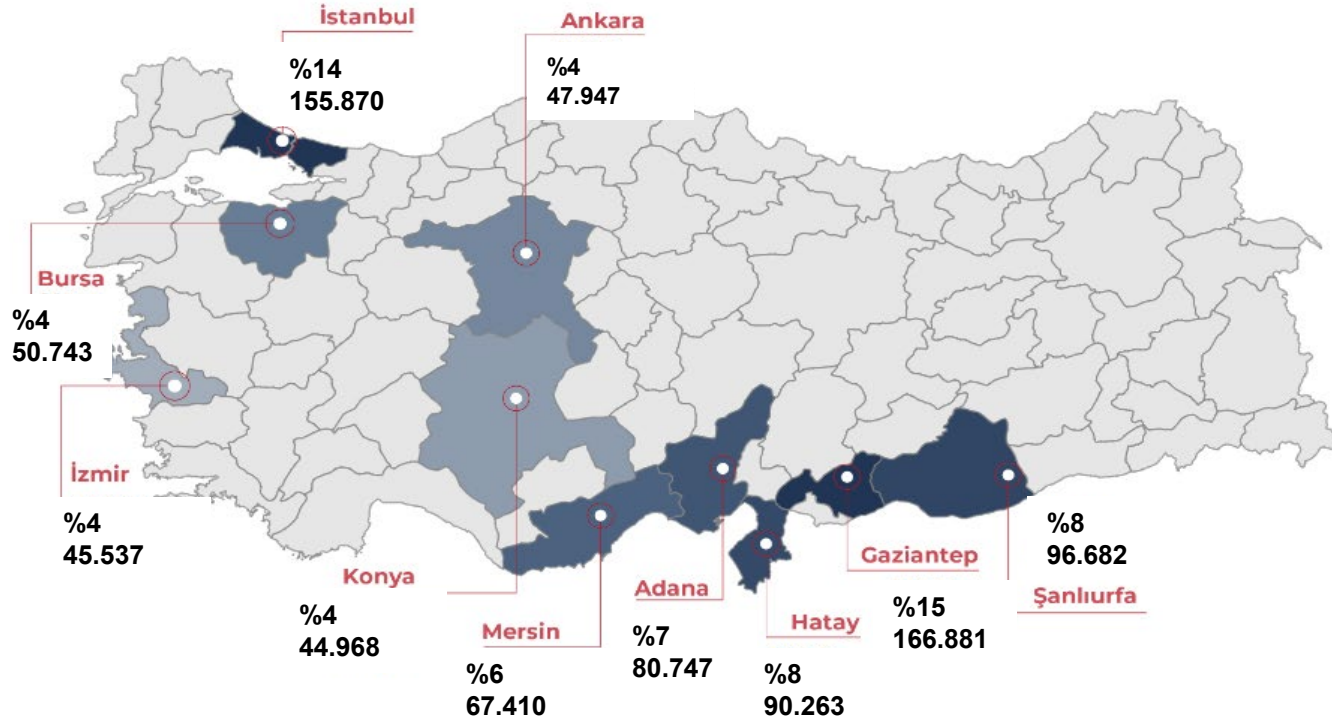 İstanbul
%14
155.870
Ankara
%4
47.947
Bursa
%4
50.743
İzmir
%4
45.537
Konya
%4
44.968
Mersin
%6
67.410
Adana
%7
80.747
Hatay
%8
90.263
Gaziantep
%15
166.881
Şanlıurfa
%8
96.682